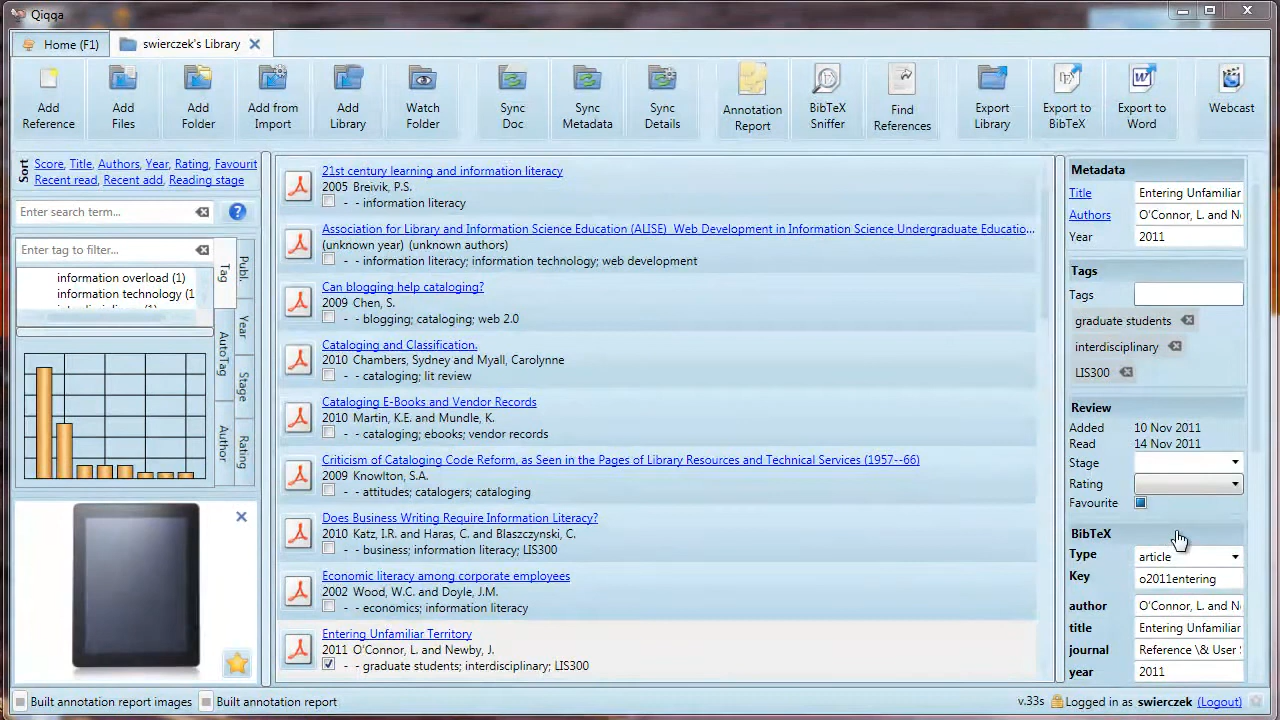 Qiqqa
Home (F1)
swierczek's Library
Add Reference
Add Files
Add Folder
Add from Import
Add Library
Watch Folder
Sync Doc
Sync Metadata
Sync Details
Annotation Report
BibTeX Sniffer
Find References
Export Library
Export to BibTeX
Export to Word
Webcast
Sort
Score, Title, Authors, Year, Rating, Favourit
Recent read, Recent add, Reading stage
Enter search term...
?
Enter tag to filter...
information overload (1)
information technology (1
Tag
AutoTag
Author
Publ.
Year
Stage
Rating
21st century learning and information literacy
2005 Breivik, P.S.
- - information literacy
Association for Library and Information Science Education (ALISE) Web Development in Information Science Undergraduate Educatio...
(unknown year) (unknown authors)
- - information literacy; information technology; web development
Can blogging help cataloging?
2009 Chen, S.
- - blogging; cataloging; web 2.0
Cataloging and Classification.
2010 Chambers, Sydney and Myall, Carolynne
- - cataloging; lit review
Cataloging E-Books and Vendor Records
2010 Martin, K.E. and Mundle, K.
- - cataloging; ebooks; vendor records
Criticism of Cataloging Code Reform, as Seen in the Pages of Library Resources and Technical Services (1957--66)
2009 Knowlton, S.A.
- - attitudes; catalogers; cataloging
Does Business Writing Require Information Literacy?
2010 Katz, I.R. and Haras, C. and Blaszczynski, C.
- - business; information literacy; LIS300
Economic literacy among corporate employees
2002 Wood, W.C. and Doyle, J.M.
- - economics; information literacy
Entering Unfamiliar Territory
2011 O'Connor, L. and Newby, J.
- - graduate students; interdisciplinary; LIS300
Metadata
Title Entering Unfamiliar
Authors O'Connor, L. and N
Year 2011
Tags
Tags
graduate students
interdisciplinary
LIS300
Review
Added 10 Nov 2011
Read 14 Nov 2011
Stage
Rating
Favourite
BibTeX
Type article
Key o2011entering
author O'Connor, L. and N
title Entering Unfamiliar
journal Reference \& User
year 2011
Built annotation report images
Built annotation report
v.33s
Logged in as swierczek (Logout)